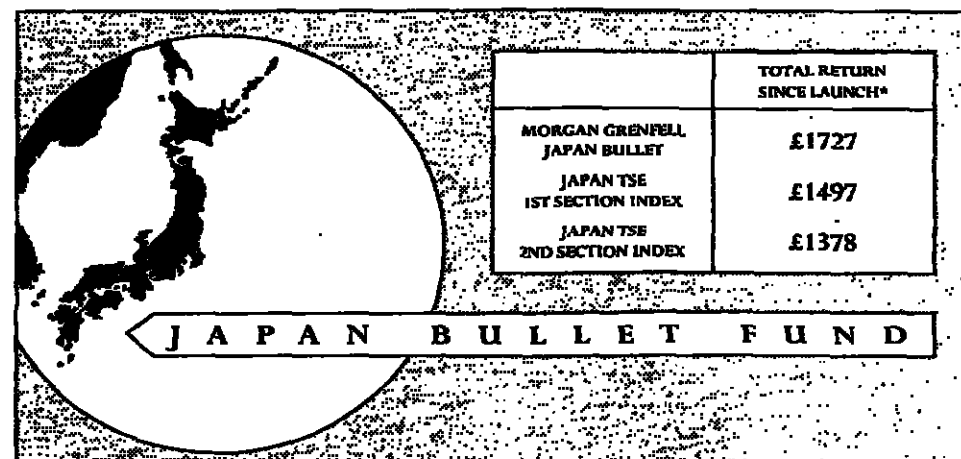 TOTAL RETURN
SINCE LAUNCH*
MORGAN GRENFELL
JAPAN BULLET
£1727
JAPAN TSE
1ST SECTION INDEX
£1497
JAPAN TSE
2ND SECTION INDEX
£1378
JAPAN BULLET FUND